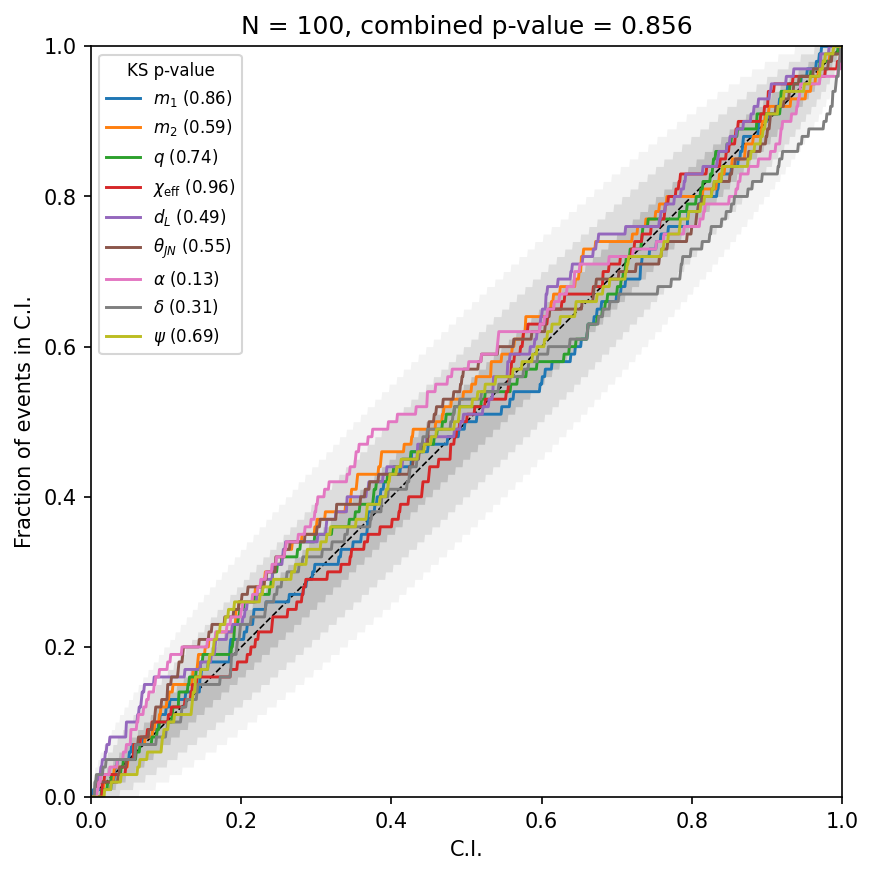 N = 100, combined p-value = 0.856
KS p-value
m₁ (0.86)
m₂ (0.59)
q (0.74)
χ_eff (0.96)
d_L (0.49)
θ_JN (0.55)
α (0.13)
δ (0.31)
ψ (0.69)
Fraction of events in C.I.
1.0
0.8
0.6
0.4
0.2
0.0
0.0 0.2 0.4 0.6 0.8 1.0
C.I.